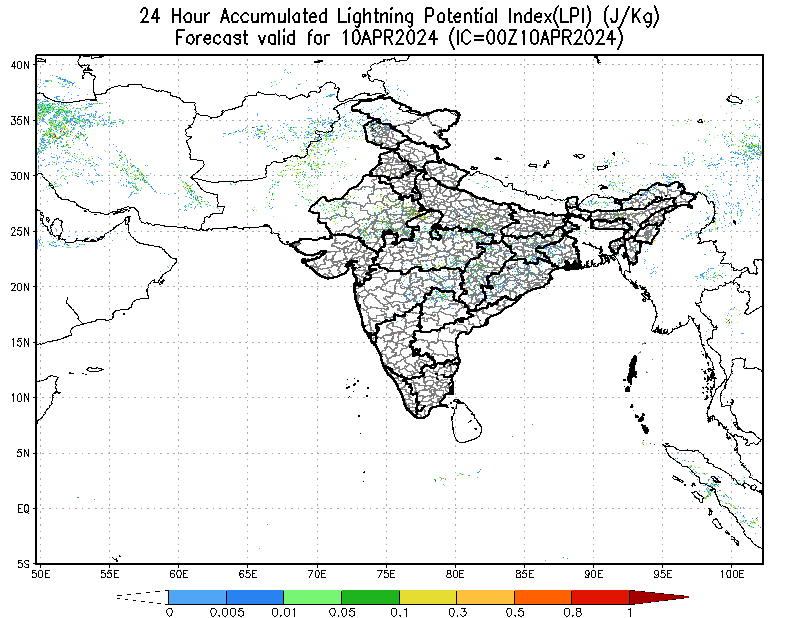 24 Hour Accumulated Lightning Potential Index(LPI) (J/Kg)
Forecast valid for 10APR2024 (IC=00Z10APR2024)
40N
35N
30N
25N
20N
15N
10N
5N
EQ
5S
50E 55E 60E 65E 70E 75E 80E 85E 90E 95E 100E
0 0.005 0.01 0.05 0.1 0.3 0.5 0.8 1